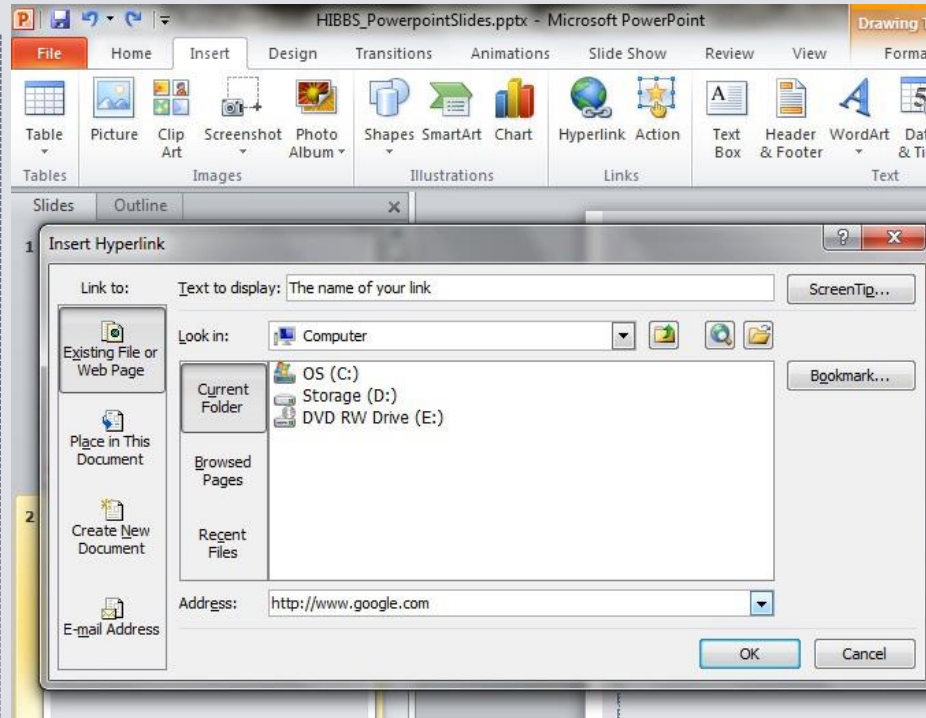 HIBBS_PowerpointSlides.pptx - Microsoft PowerPoint
Drawing
File Home Insert Design Transitions Animations Slide Show Review View
Table Picture Clip Art Screenshot Photo Album Shapes SmartArt Chart Hyperlink Action Text Box Header & Footer WordArt
Tables Images Illustrations Links Text
Slides Outline
1 Insert Hyperlink
Link to: Text to display: The name of your link ScreenTip...
Existing File or Web Page
Look in: Computer
Current Folder
OS (C:)
Storage (D:)
DVD RW Drive (E:)
Bookmark...
Place in This Document
Browsed Pages
2
Create New Document
Recent Files
E-mail Address
Address: http://www.google.com
OK Cancel